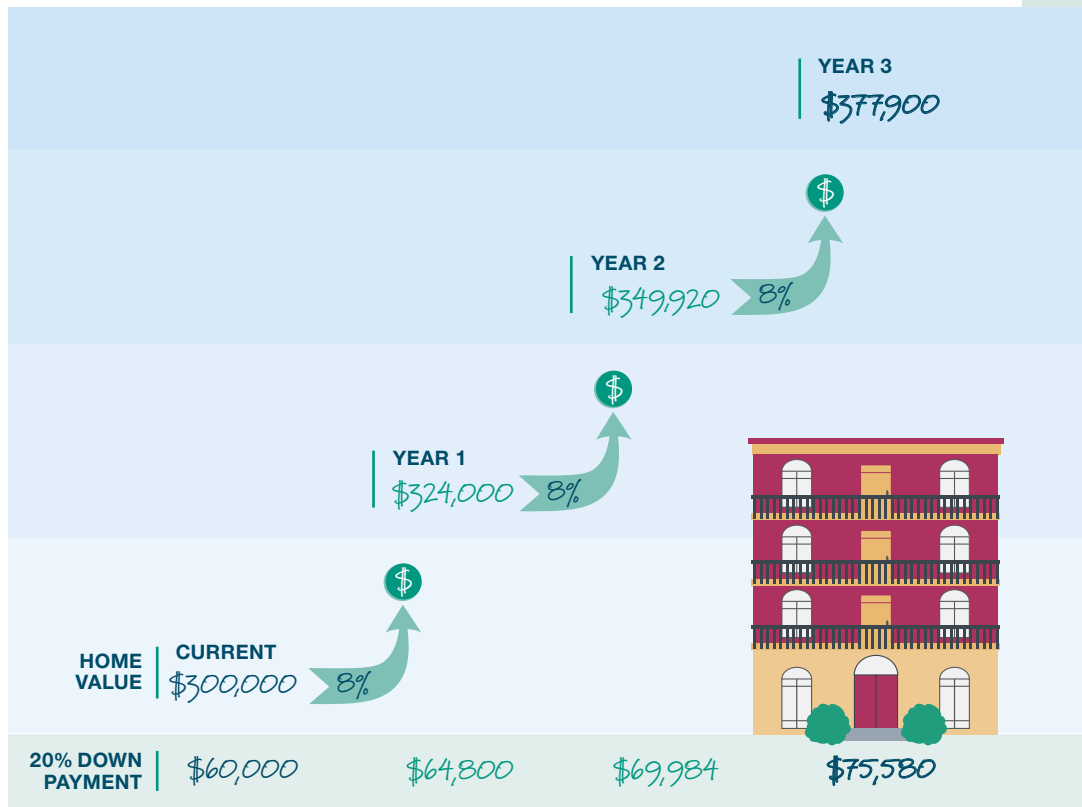 YEAR 3
$377,900
$
YEAR 2
$349,920
8%
$
YEAR 1
$324,000
8%
$
HOME
VALUE
CURRENT
$300,000
8%
20% DOWN
PAYMENT
$60,000
$64,800
$69,984
$75,580